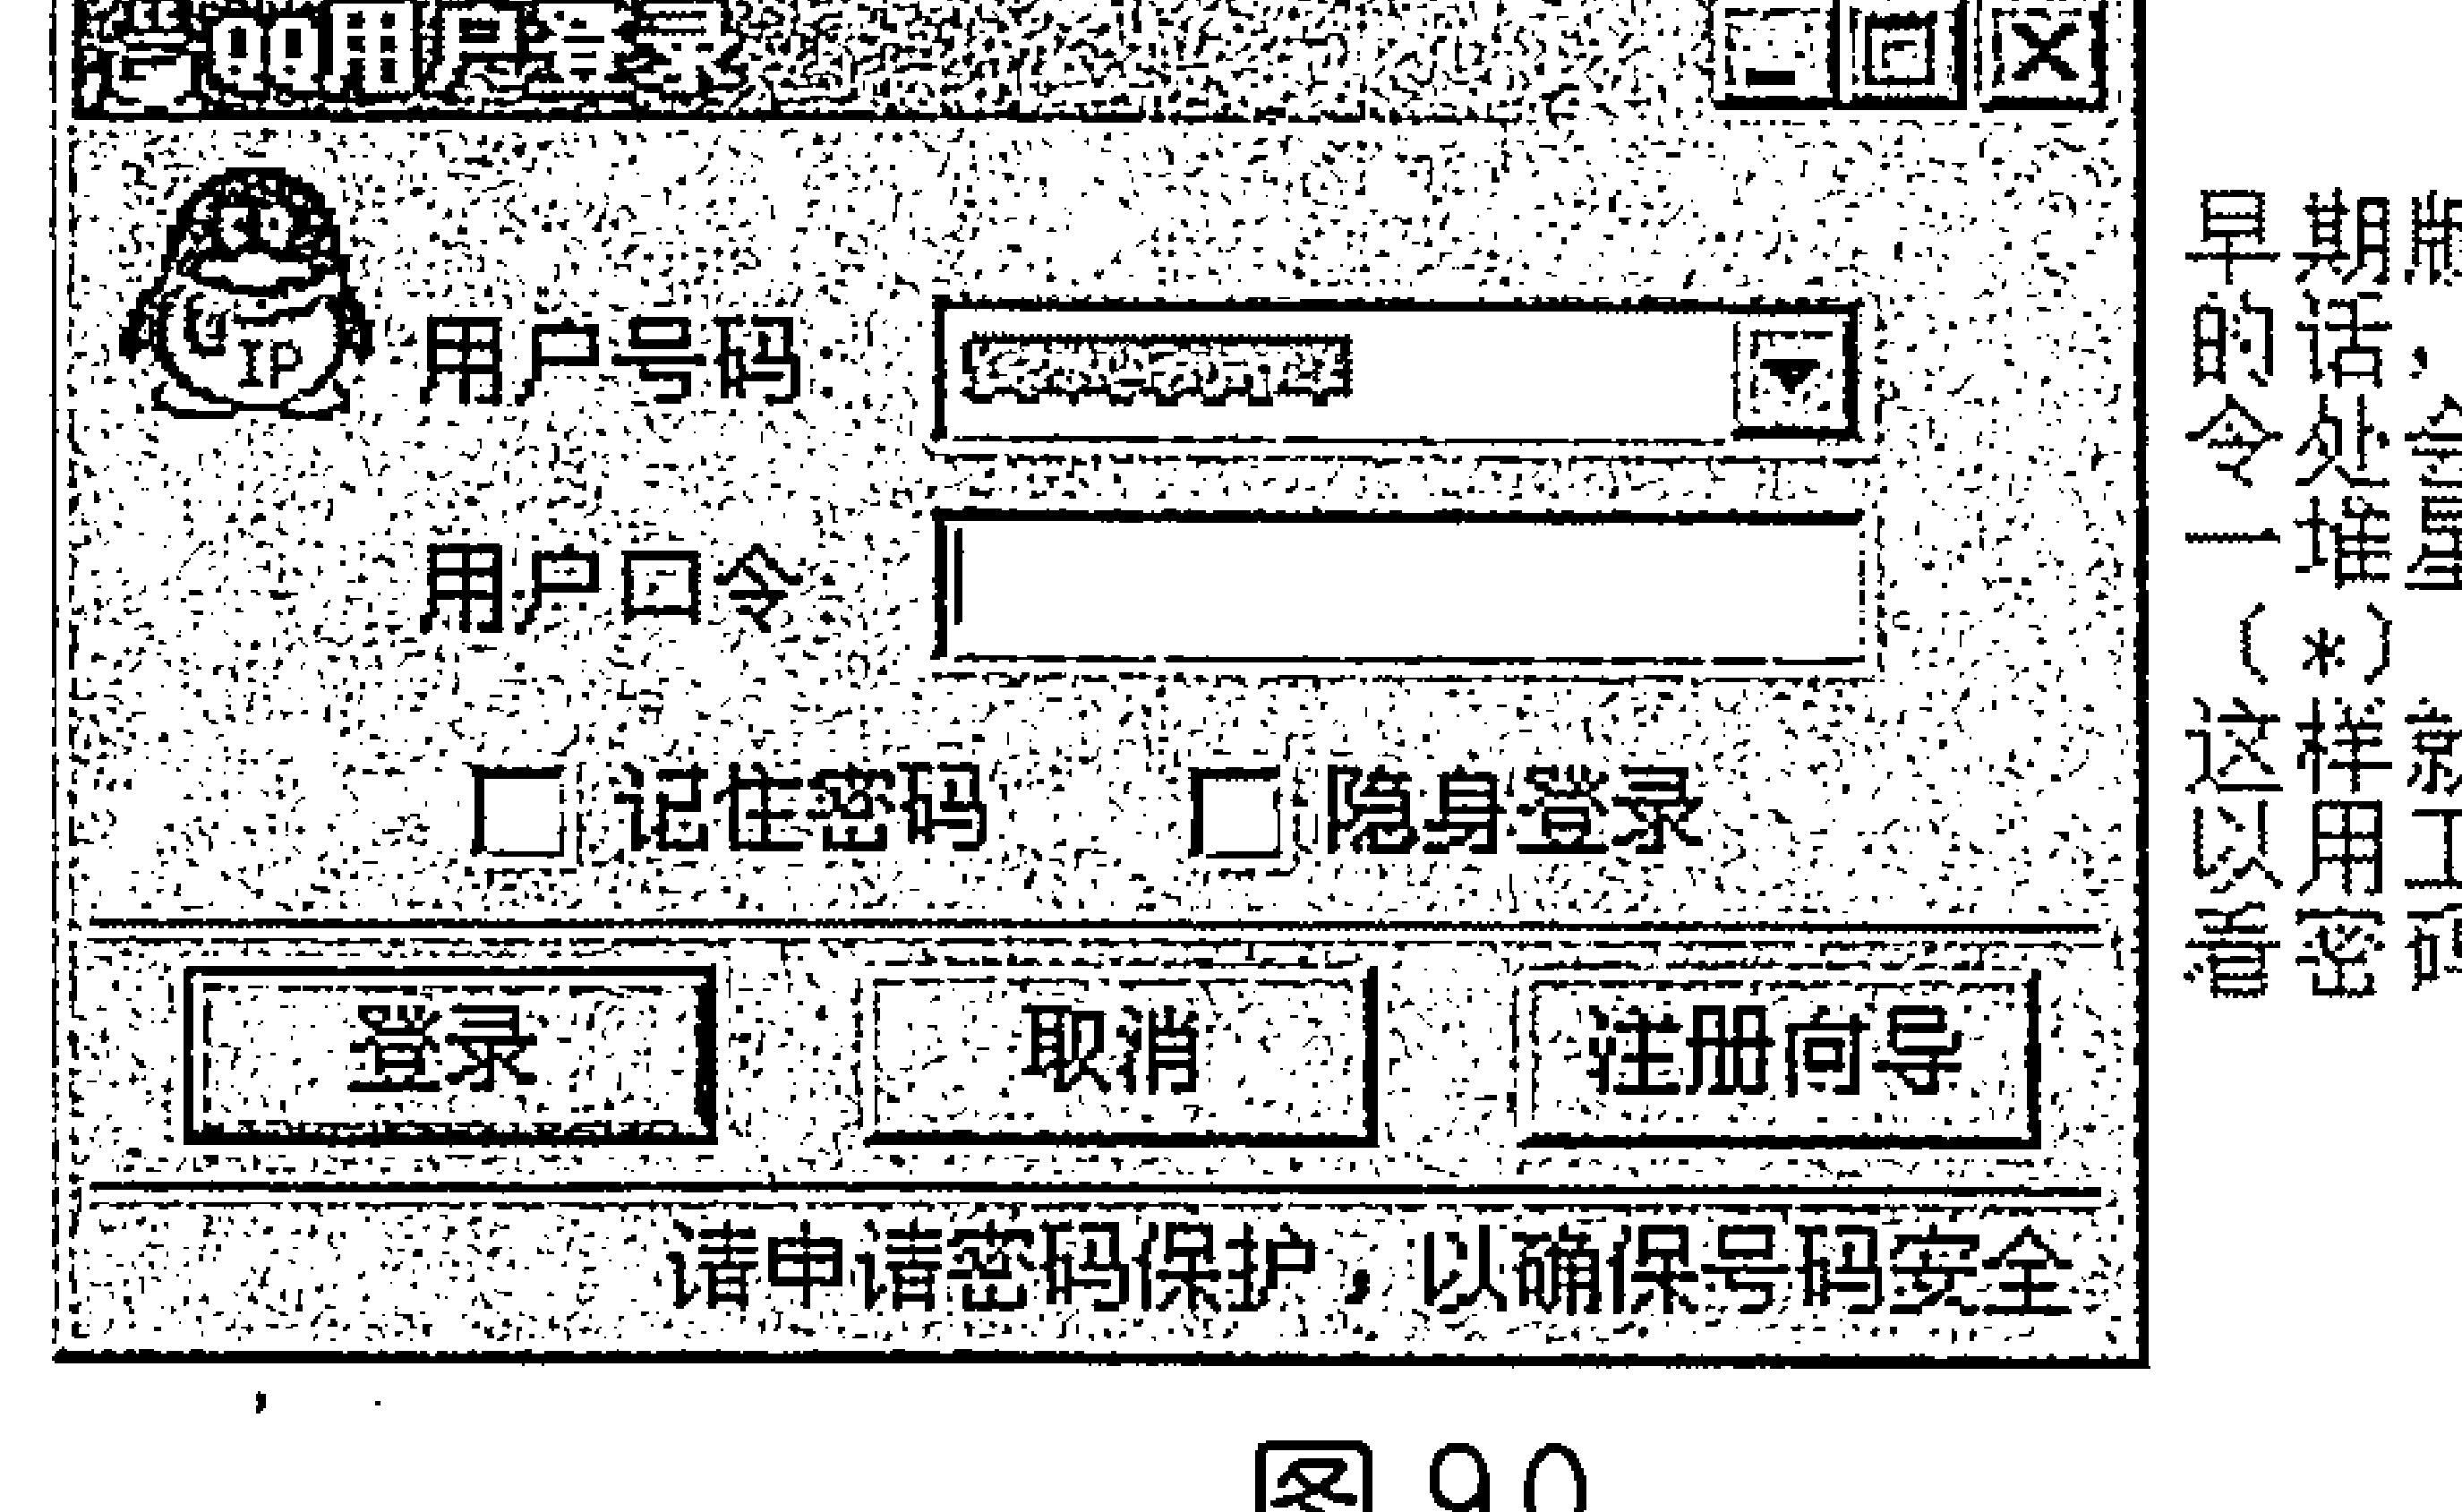 的用户登录
IP
用户号码
用户口令
记住密码 隐身登录
登录 取消 注册向导
请申请密码保护，以确保号码安全
图 90
早期
的话，
令处
一堆
（*）
这样
以用
密码